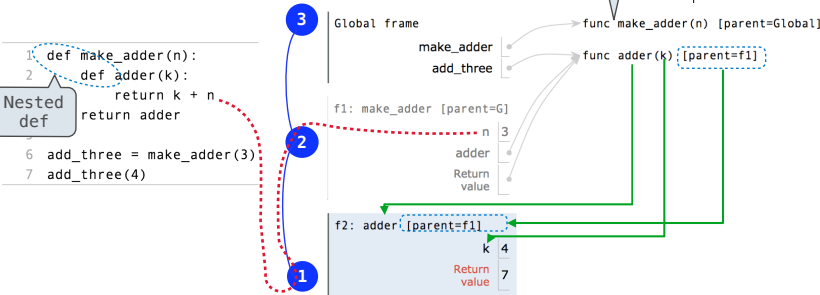 1 def make_adder(n):
2 def adder(k):
return k + n
return adder
6 add_three = make_adder(3)
7 add_three(4)
Nested
def
3
2
1
Global frame
make_adder
add_three
func make_adder(n) [parent=Global]
func adder(k) [parent=f1]
f1: make_adder [parent=G]
n 3
adder
Return
value
f2: adder [parent=f1]
k 4
Return
value 7